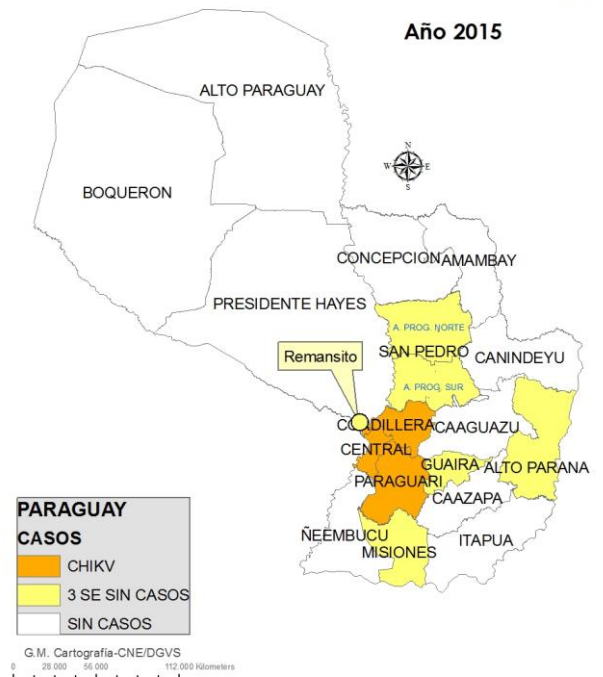 Año 2015
ALTO PARAGUAY
N
W E
S
BOQUERON
CONCEPCION AMAMBAY
PRESIDENTE HAYES
A. PROG. NORTE
SAN PEDRO
CANINDEYU
Remansito
A. PROG. SUR
CORDILLERA
CAAGUAZU
CENTRAL
GUAIRA
ALTO PARANA
PARAGUARI
CAAZAPA
ÑEEMBUCU
MISIONES
ITAPUA
PARAGUAY
CASOS
CHIKV
3 SE SIN CASOS
SIN CASOS
G.M. Cartografía-CNE/DGVS
0 28.000 56.000 112.000 Kilometers